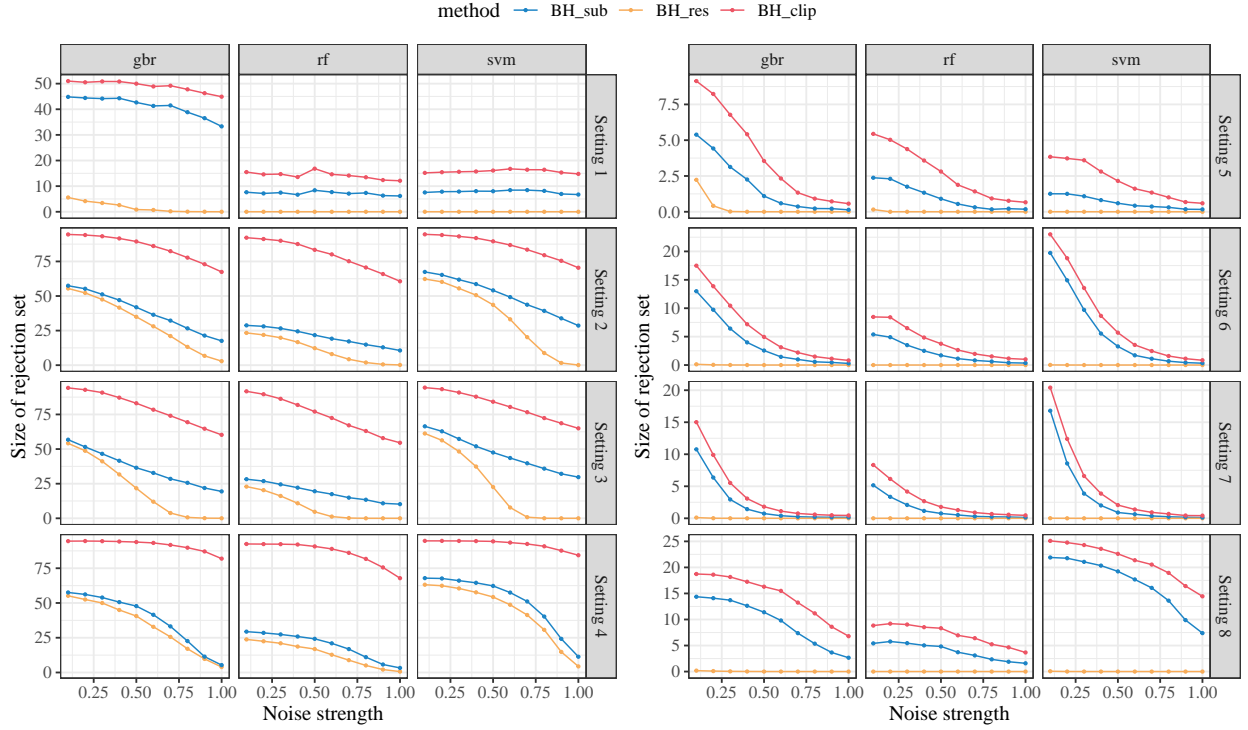 method BH_sub BH_res BH_clip
gbr rf svm
50
40
30
20
10
0
Setting 1
75
50
25
0
Setting 2
75
50
25
0
Setting 3
75
50
25
0
Setting 4
0.25 0.50 0.75 1.00 0.25 0.50 0.75 1.00 0.25 0.50 0.75 1.00
Noise strength
Size of rejection set
gbr rf svm
7.5
5.0
2.5
0.0
Setting 5
20
15
10
5
0
Setting 6
20
15
10
5
0
Setting 7
25
20
15
10
5
0
Setting 8
0.25 0.50 0.75 1.00 0.25 0.50 0.75 1.00 0.25 0.50 0.75 1.00
Noise strength
Size of rejection set